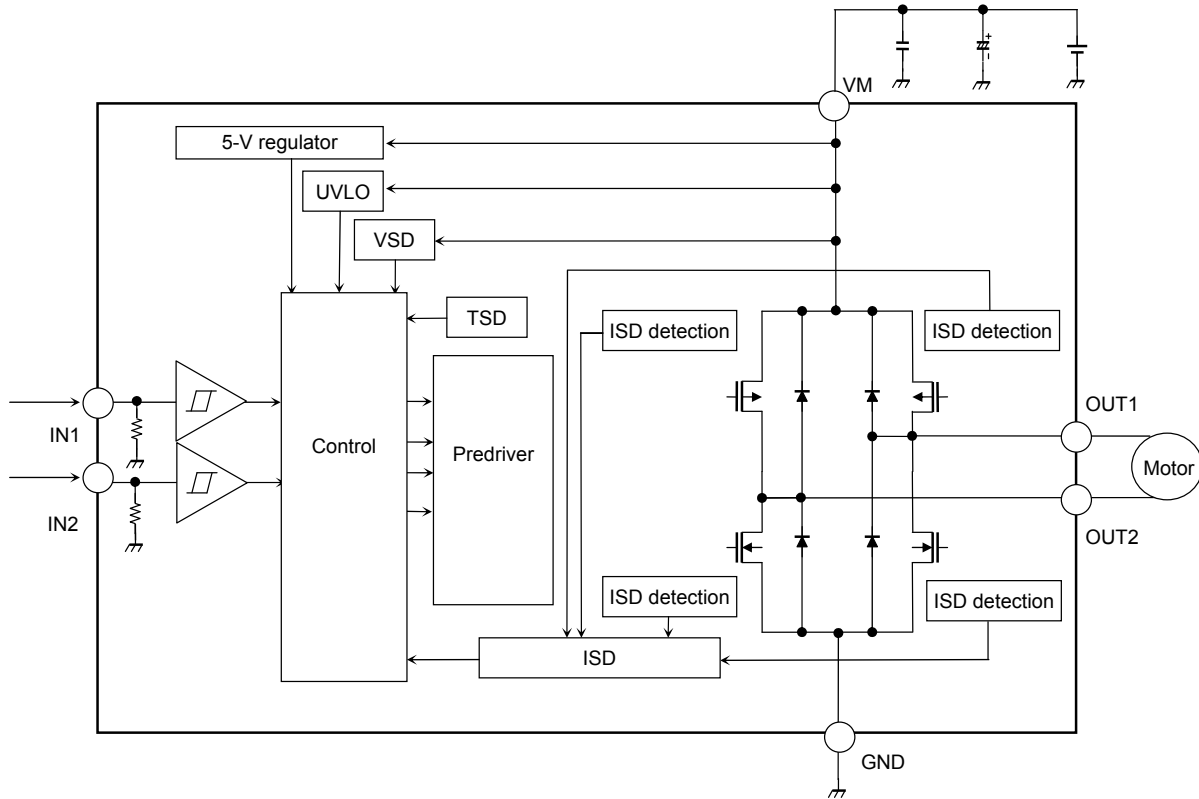 +
-
VM
5-V regulator
UVLO
VSD
TSD
ISD detection
ISD detection
IN1
OUT1
Control
Predriver
Motor
IN2
OUT2
ISD detection
ISD detection
ISD
GND